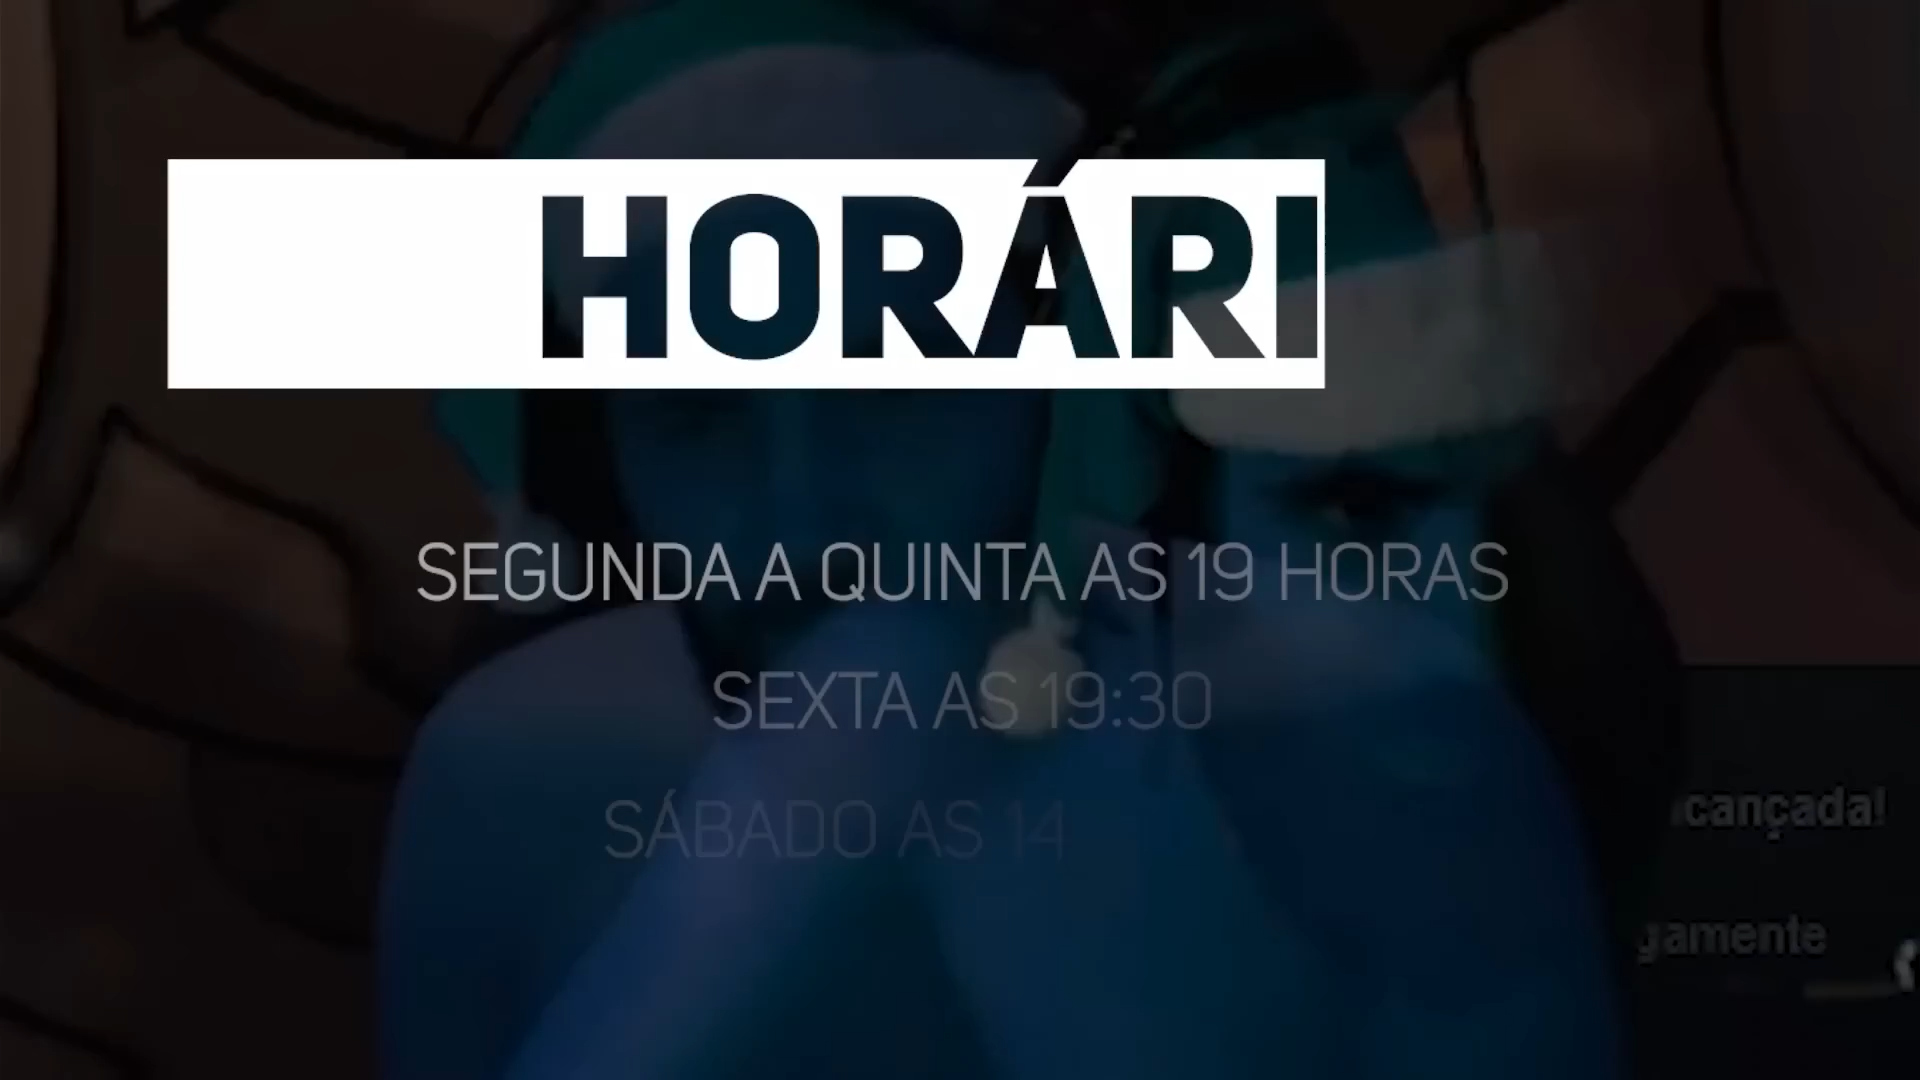 HORÁRI
SEGUNDA A QUINTA AS 19 HORAS
SEXTA AS 19:30
SÁBADO AS 14
cançada!
gamente